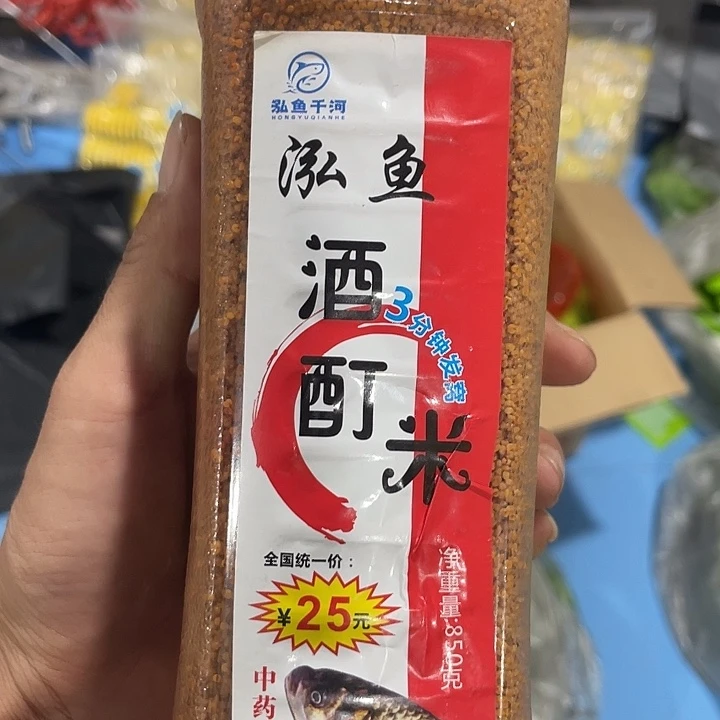 泓鱼千河
HONGYUQIANHE
泓鱼
酒
酊
米
3分钟发窝
全国统一价：
¥25元
净重量:850克
中药